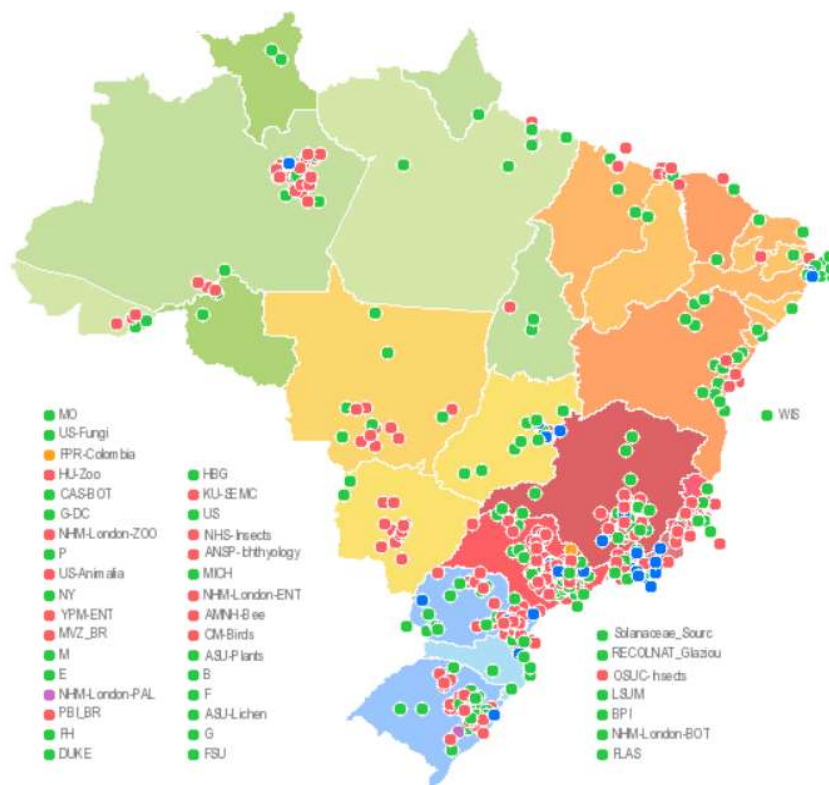 MO
US-Fungi
FPR-Colombia
HU-Zoo
CAS-BOT
G-DC
NHM-London-ZOO
P
US-Animalia
NY
YPM-ENT
MVZ_BR
M
E
NHM-London-PAL
PBI_BR
FH
DUKE
HBG
KU-SEMC
US
NHS-Insects
ANSP-Ichthyology
MICH
NHM-London-ENT
AMNH-Bee
CM-Birds
ASU-Plants
B
F
ASU-Lichen
G
FSU
WIS
Solanaceae_Sourc
RECOLNAT_Glaziou
OSUC-Insects
LSUM
BPI
NHM-London-BOT
FLAS